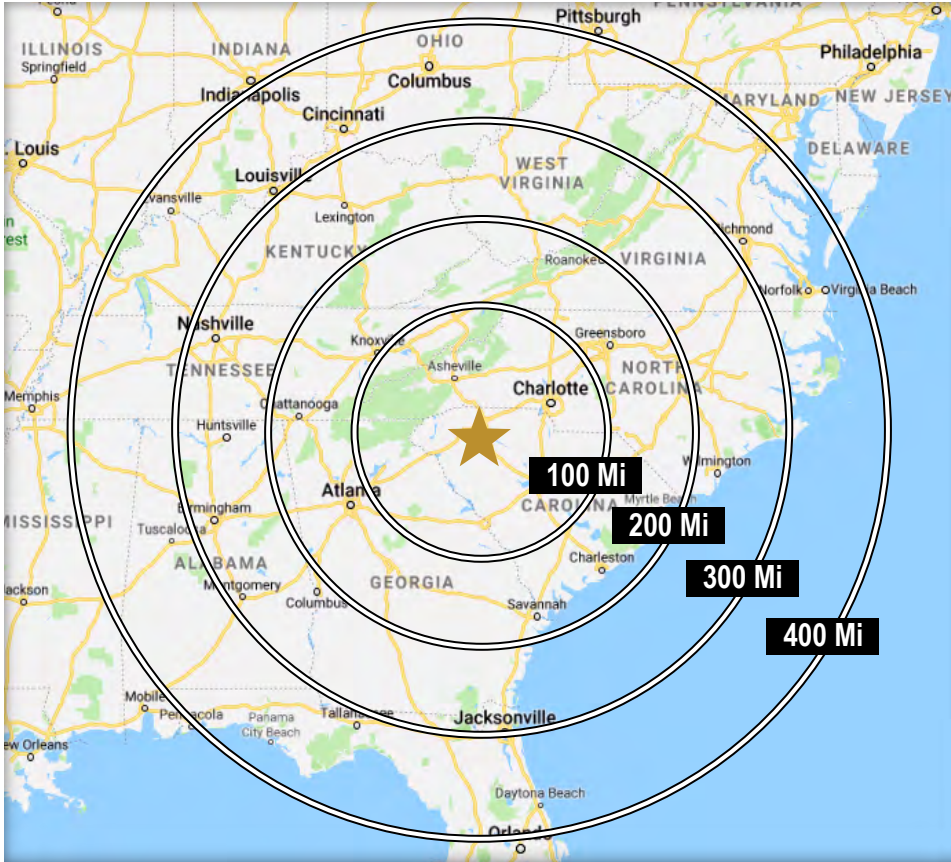 Pittsburgh
OHIO
ILLINOIS
INDIANA
Springfield
Columbus
Philadelphia
Indianapolis
MARYLAND
NEW JERSEY
Cincinnati
. Louis
DELAWARE
WEST
VIRGINIA
Louisville
Evansville
Lexington
Richmond
KENTUCKY
Roanoke
VIRGINIA
Norfolk
Virginia Beach
Nashville
Knoxville
Greensboro
TENNESSEE
Asheville
NORTH
CAROLINA
Charlotte
Memphis
Chattanooga
Huntsville
Wilmington
100 Mi
Atlanta
CAROLINA
Myrtle Beach
Birmingham
MISSISSIPPI
200 Mi
Tuscaloosa
Charleston
ALABAMA
300 Mi
Montgomery
GEORGIA
Jackson
Columbus
Savannah
400 Mi
Mobile
Pensacola
Panama
City Beach
Tallahassee
Jacksonville
ew Orleans
Daytona Beach
Orlando